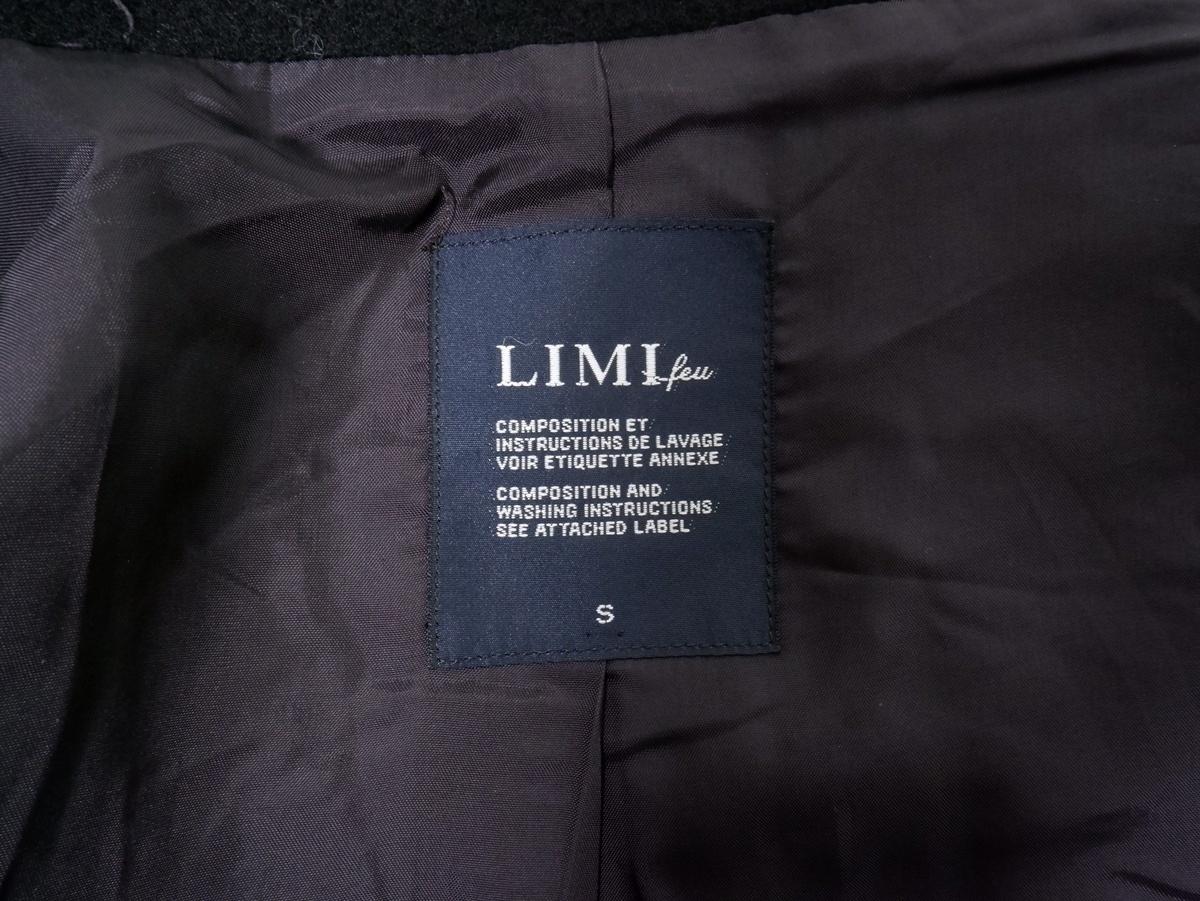 LIMI feu
COMPOSITION ET
INSTRUCTIONS DE LAVAGE
VOIR ETIQUETTE ANNEXE
COMPOSITION AND
WASHING INSTRUCTIONS
SEE ATTACHED LABEL
S